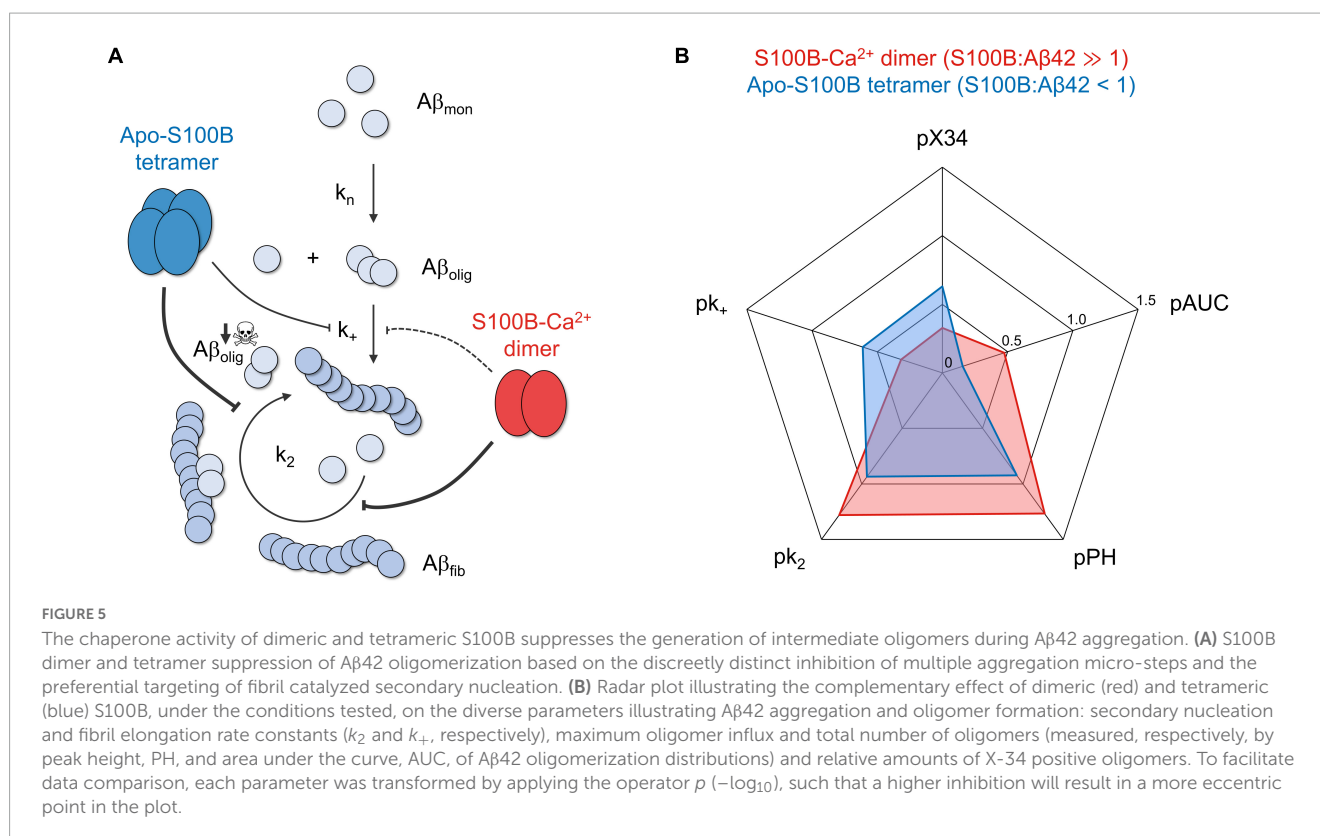 A
Aβmon
Apo-S100B
tetramer
kn
+
Aβolig
k+
S100B-Ca2+
dimer
Aβolig
k2
Aβfib
B
S100B-Ca2+ dimer (S100B:Aβ42 ≫ 1)
Apo-S100B tetramer (S100B:Aβ42 < 1)
pX34
pAUC
1.5
1.0
0.5
0
pk+
pk2
pPH
FIGURE 5
The chaperone activity of dimeric and tetrameric S100B suppresses the generation of intermediate oligomers during Aβ42 aggregation. (A) S100B
dimer and tetramer suppression of Aβ42 oligomerization based on the discreetly distinct inhibition of multiple aggregation micro-steps and the
preferential targeting of fibril catalyzed secondary nucleation. (B) Radar plot illustrating the complementary effect of dimeric (red) and tetrameric
(blue) S100B, under the conditions tested, on the diverse parameters illustrating Aβ42 aggregation and oligomer formation: secondary nucleation
and fibril elongation rate constants (k2 and k+, respectively), maximum oligomer influx and total number of oligomers (measured, respectively, by
peak height, PH, and area under the curve, AUC, of Aβ42 oligomerization distributions) and relative amounts of X-34 positive oligomers. To facilitate
data comparison, each parameter was transformed by applying the operator p (−log10), such that a higher inhibition will result in a more eccentric
point in the plot.